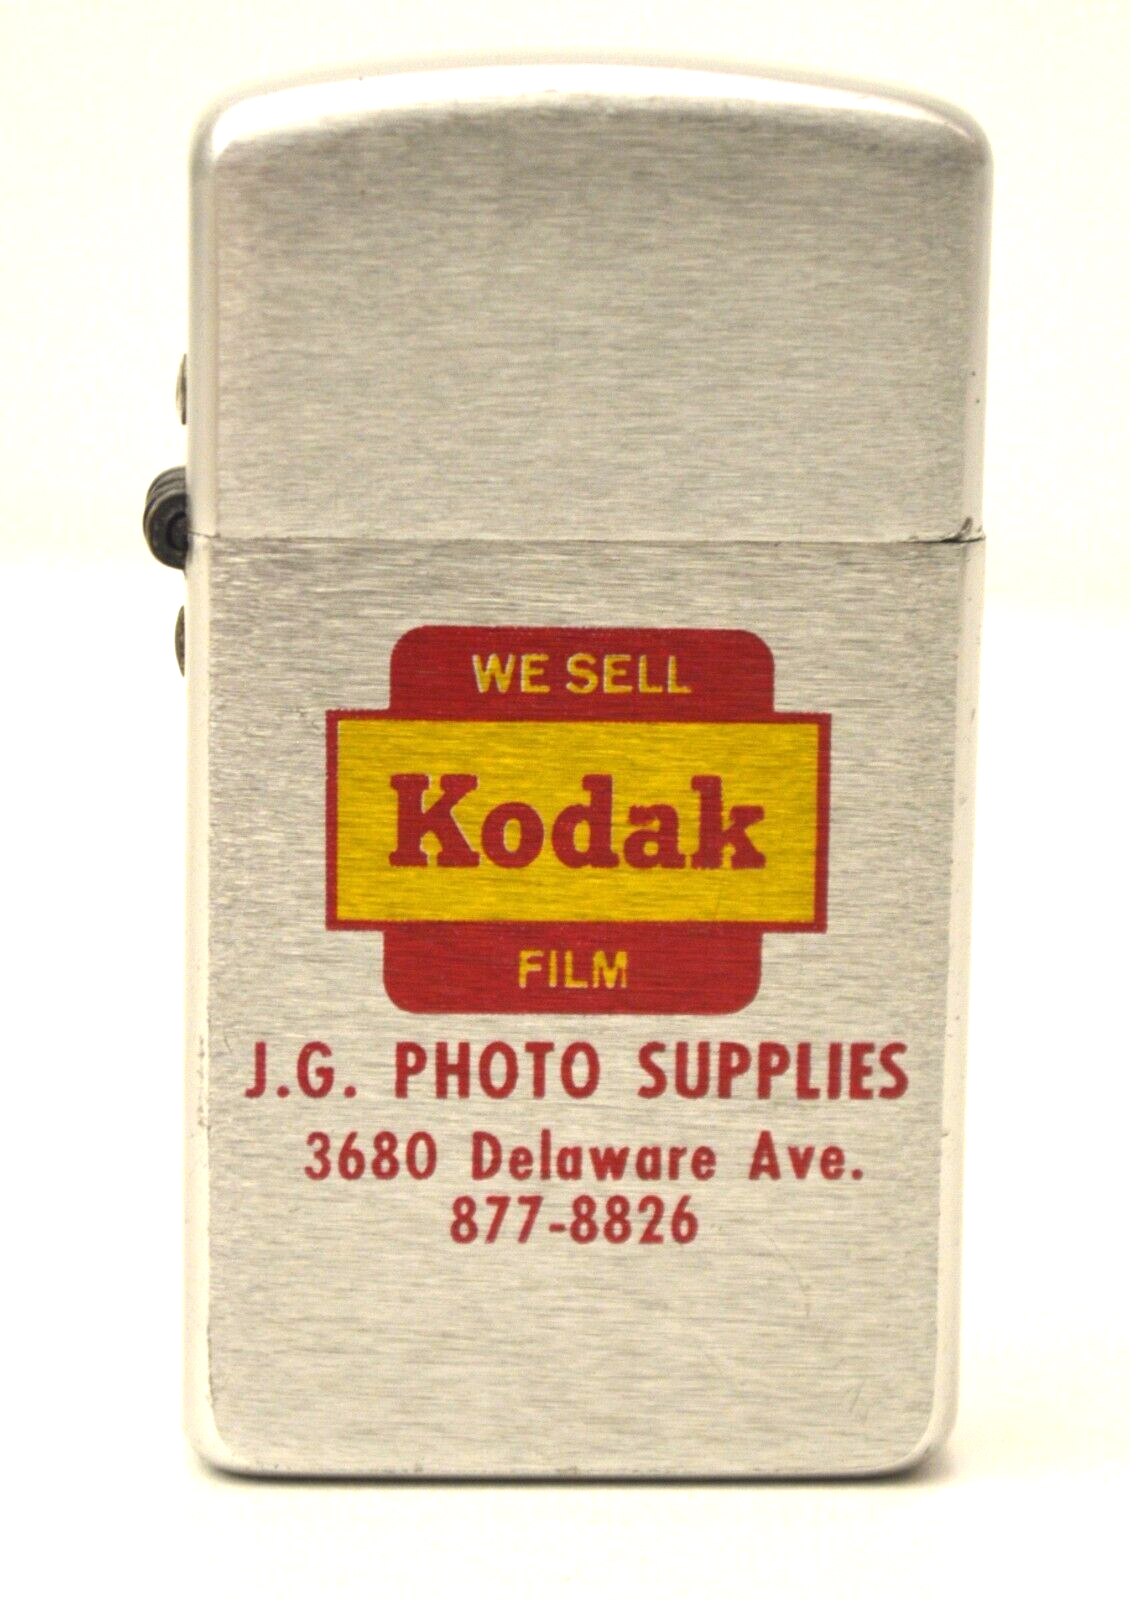 WE SELL
Kodak
FILM
J.G. PHOTO SUPPLIES
3680 Delaware Ave.
877-8826